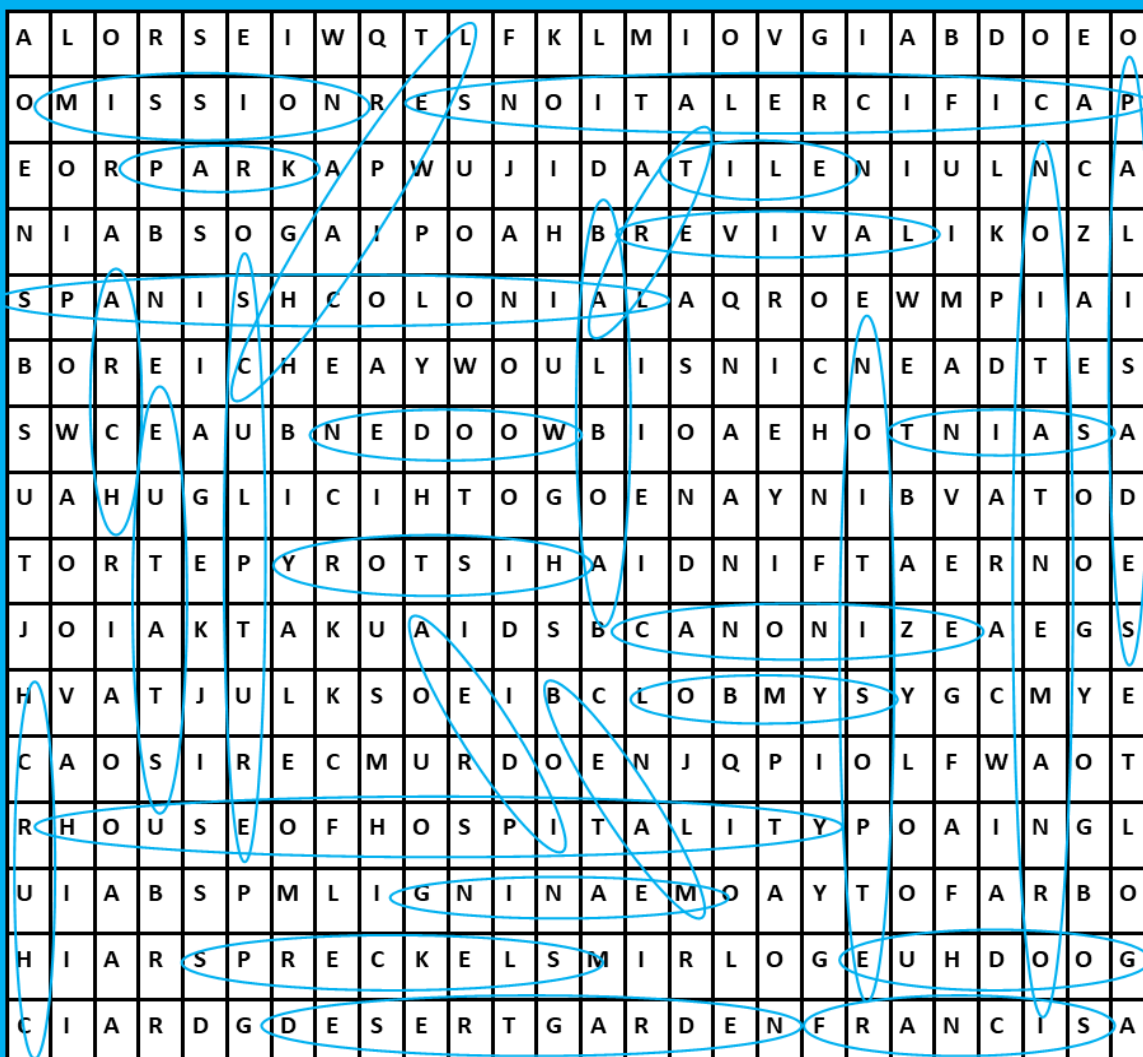 A L O R S E I W Q T L F K L M I O V G I A B D O E O
O M I S S I O N R E S N O I T A L E R C I F I C A P
E O R P A R K A P W U J I D A T I L E N I U L N C A
N I A B S O G A I P O A H B R E V I V A L I K O Z L
S P A N I S H C O L O N I A L A Q R O E W M P I A I
B O R E I C H E A Y W O U L I S N I C N E A D T E S
S W C E A U B N E D O O W B I O A E H O T N I A S A
U A H U G L I C I H T O G O E N A Y N I B V A T O D
T O R T E P Y R O T S I H A I D N I F T A E R N O E
J O I A K T A K U A I D S B C A N O N I Z E A E G S
H V A T J U L K S O E I B C L O B M Y S Y G C M Y E
C A O S I R E C M U R D O E N J Q P I O L F W A O T
R H O U S E O F H O S P I T A L I T Y P O A I N G L
U I A B S P M L I G N I N A E M O A Y T O F A R B O
H I A R S P R E C K E L S M I R L O G E U H D O O G
C I A R D G D E S E R T G A R D E N F R A N C I S A